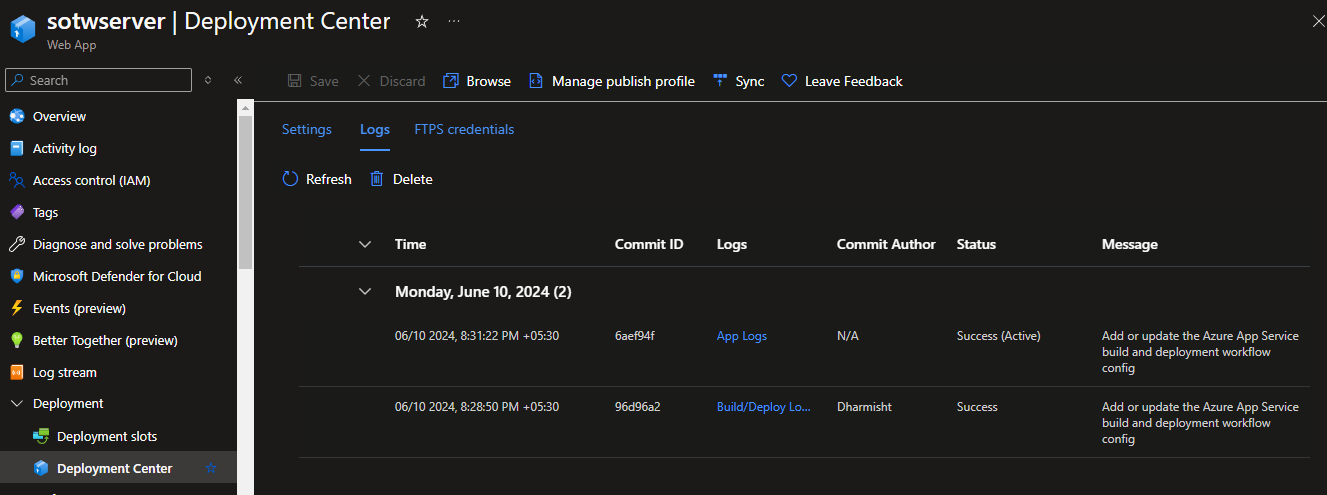 sotwserver | Deployment Center
Web App
Search
Save
Discard
Browse
Manage publish profile
Sync
Leave Feedback
Overview
Activity log
Access control (IAM)
Tags
Diagnose and solve problems
Microsoft Defender for Cloud
Events (preview)
Better Together (preview)
Log stream
Deployment
Deployment slots
Deployment Center
Settings
Logs
FTPS credentials
Refresh
Delete
Time Commit ID Logs Commit Author Status Message
Monday, June 10, 2024 (2)
06/10 2024, 8:31:22 PM +05:30 6aef94f App Logs N/A Success (Active) Add or update the Azure App Service
build and deployment workflow
config
06/10 2024, 8:28:50 PM +05:30 96d96a2 Build/Deploy Lo... Dharmisht Success Add or update the Azure App Service
build and deployment workflow
config